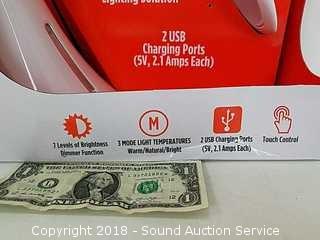 Lighting Solution
2 USB
Charging Ports
(5V, 2.1 Amps Each)
M
7 Levels of Brightness
Dimmer Function
3 MODE LIGHT TEMPERATURES
Warm/Natural/Bright
2 USB Charging Ports
(5V, 2.1 Amps Each)
Touch Control
1
Copyright 2018 - Sound Auction Service